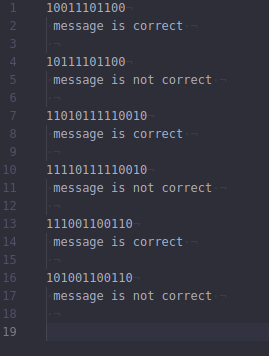 1 10011101100
2 message is correct
3
4 10111101100
5 message is not correct
6
7 11010111110010
8 message is correct
9
10 11110111110010
11 message is not correct
12
13 111001100110
14 message is correct
15
16 101001100110
17 message is not correct
18
19